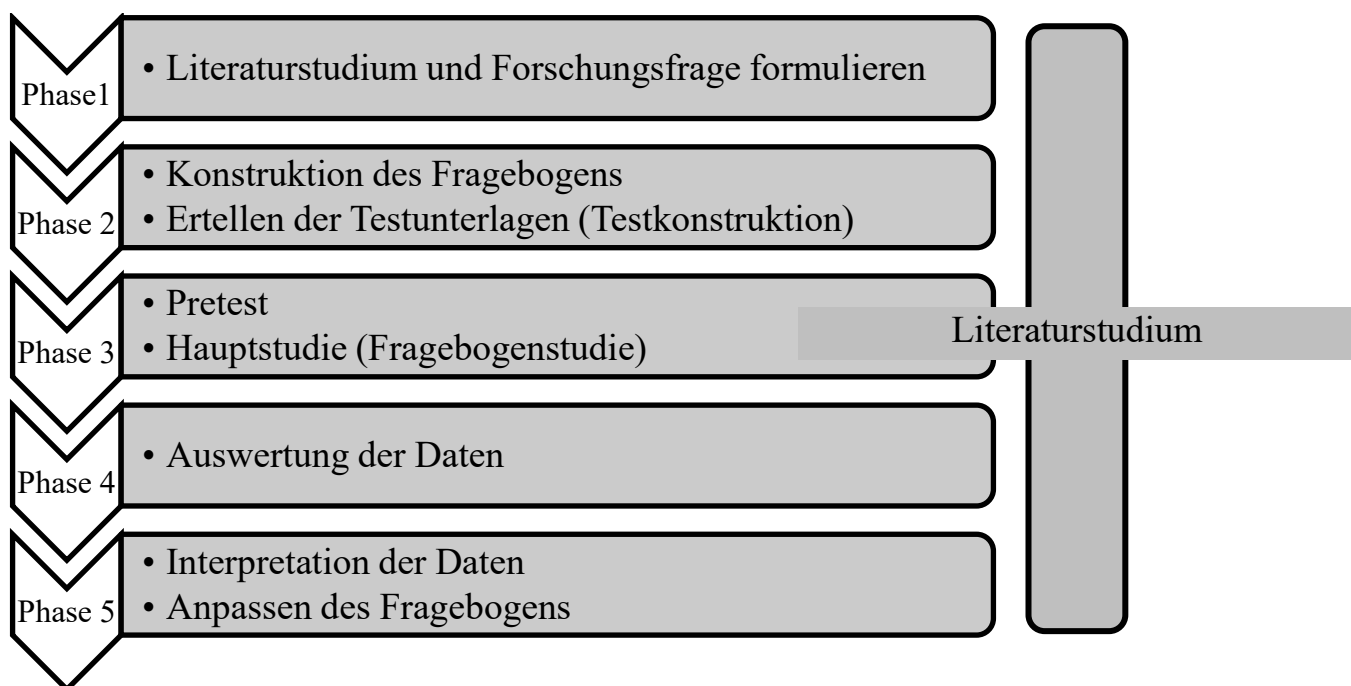 Phase1
• Literaturstudium und Forschungsfrage formulieren
Phase 2
• Konstruktion des Fragebogens
• Ertellen der Testunterlagen (Testkonstruktion)
Phase 3
• Pretest
• Hauptstudie (Fragebogenstudie)
Literaturstudium
Phase 4
• Auswertung der Daten
Phase 5
• Interpretation der Daten
• Anpassen des Fragebogens